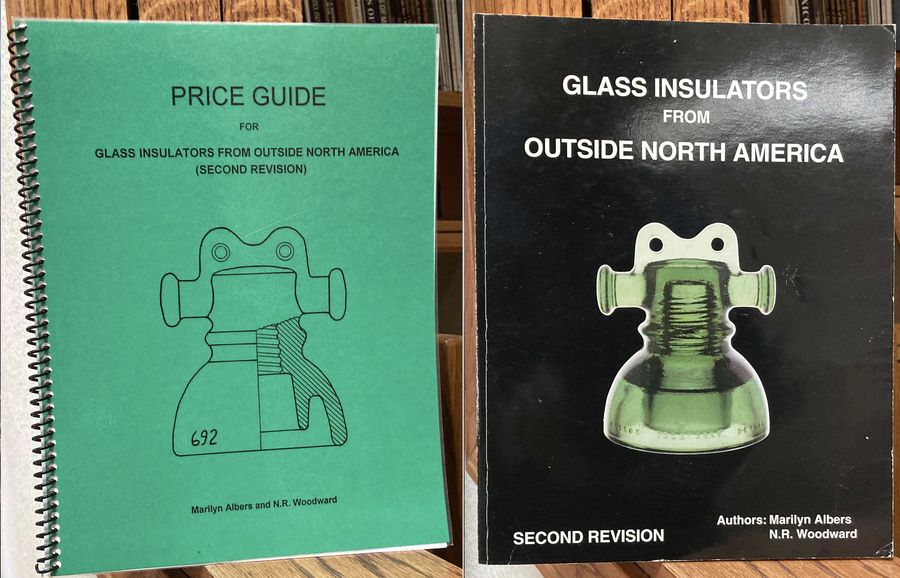 PRICE GUIDE
FOR
GLASS INSULATORS FROM OUTSIDE NORTH AMERICA
(SECOND REVISION)
692
Marilyn Albers and N.R. Woodward
GLASS INSULATORS
FROM
OUTSIDE NORTH AMERICA
SECOND REVISION
Authors: Marilyn Albers
N.R. Woodward